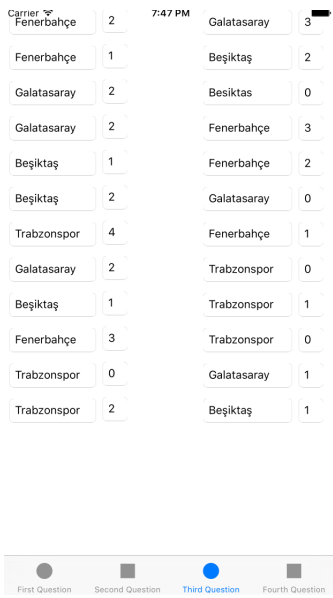 Carrier 7:47 PM
Fenerbahçe 2 Galatasaray 3
Fenerbahçe 1 Beşiktaş 2
Galatasaray 2 Besiktas 0
Galatasaray 2 Fenerbahçe 3
Beşiktaş 1 Fenerbahçe 2
Beşiktaş 2 Galatasaray 0
Trabzonspor 4 Fenerbahçe 1
Galatasaray 2 Trabzonspor 0
Beşiktaş 1 Trabzonspor 1
Fenerbahçe 3 Trabzonspor 0
Trabzonspor 0 Galatasaray 1
Trabzonspor 2 Beşiktaş 1
First Question Second Question Third Question Fourth Question